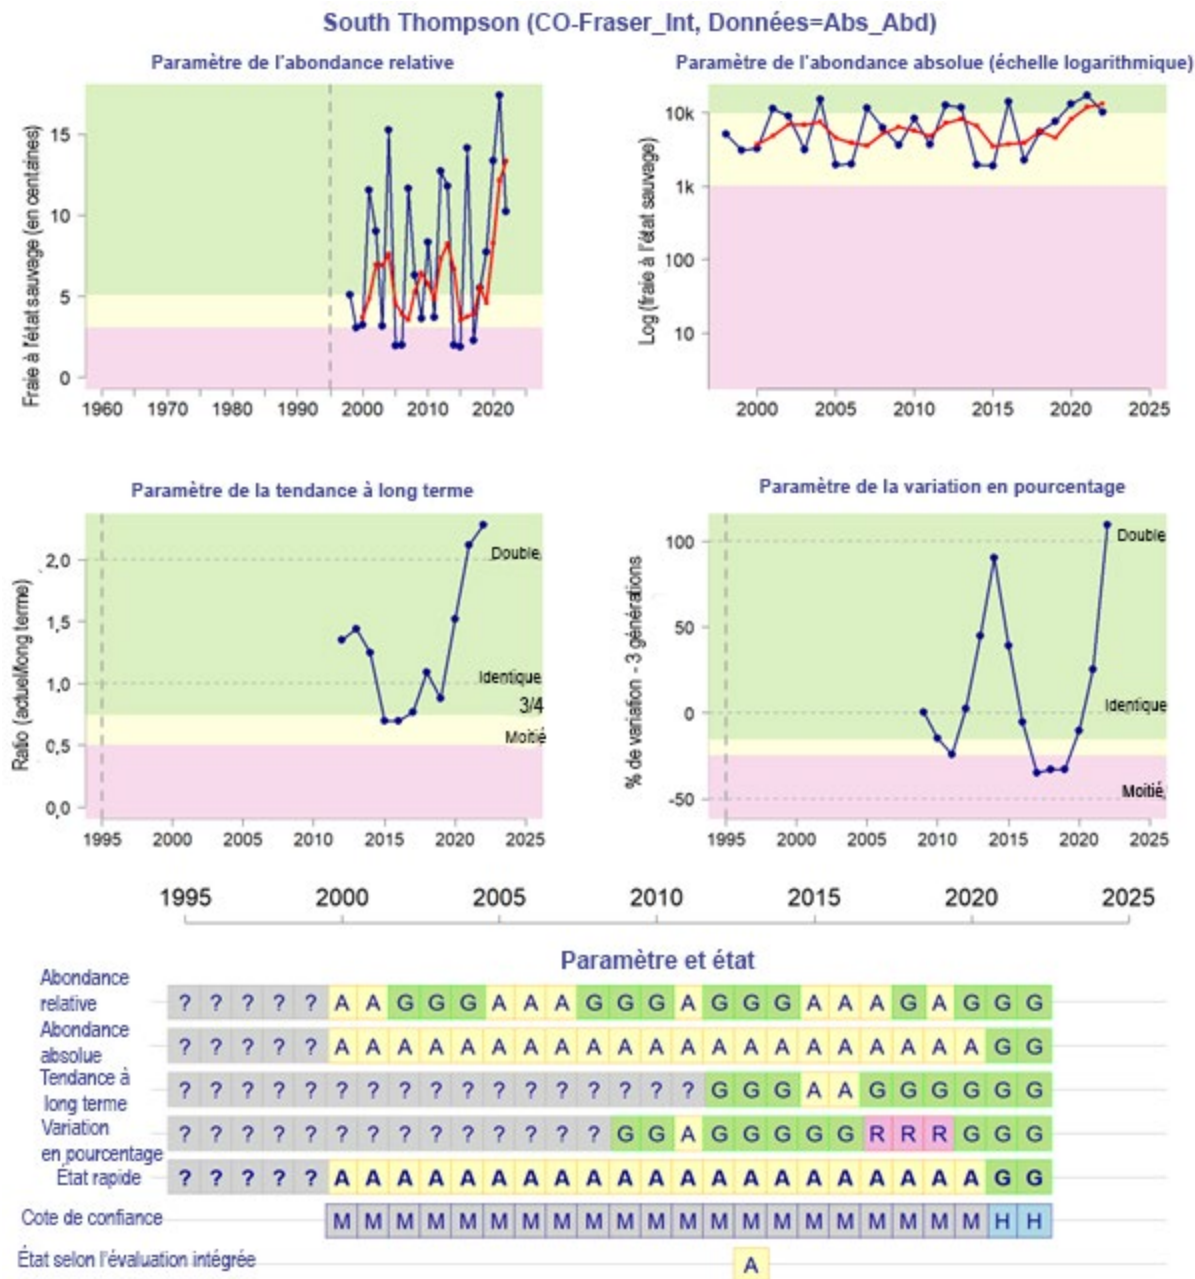 South Thompson (CO-Fraser_Int, Données=Abs_Abd)
Paramètre de l'abondance relative
Fraie à l'état sauvage (en centaines)
15
10
5
0
1960 1970 1980 1990 2000 2010 2020
Paramètre de l'abondance absolue (échelle logarithmique)
Log (fraie à l'état sauvage)
10k
1k
100
10
2000 2005 2010 2015 2020 2025
Paramètre de la tendance à long terme
Ratio (actuel/long terme)
2,0
1,5
1,0
0,5
0,0
Double
Identique
3/4
Moitié
1995 2000 2005 2010 2015 2020 2025
Paramètre de la variation en pourcentage
% de variation - 3 générations
100
50
0
-50
Double
Identique
Moitié
1995 2000 2005 2010 2015 2020 2025
1995 2000 2005 2010 2015 2020 2025
Paramètre et état
Abondance
relative
? ? ? ? ? A A G G G A A A G G G A G G G A A A G A G G G
Abondance
absolue
? ? ? ? ? A A A A A A A A A A A A A A A A A A A A A G G
Tendance à
long terme
? ? ? ? ? ? ? ? ? ? ? ? ? ? ? ? ? G G G A A G G G G G G
Variation
en pourcentage
? ? ? ? ? ? ? ? ? ? ? ? ? ? G G A G G G G G R R R G G G
État rapide
? ? ? ? ? A A A A A A A A A A A A A A A A A A A A A G G
Cote de confiance
M M M M M M M M M M M M M M M M M M M M M H H
État selon l'évaluation intégrée
A